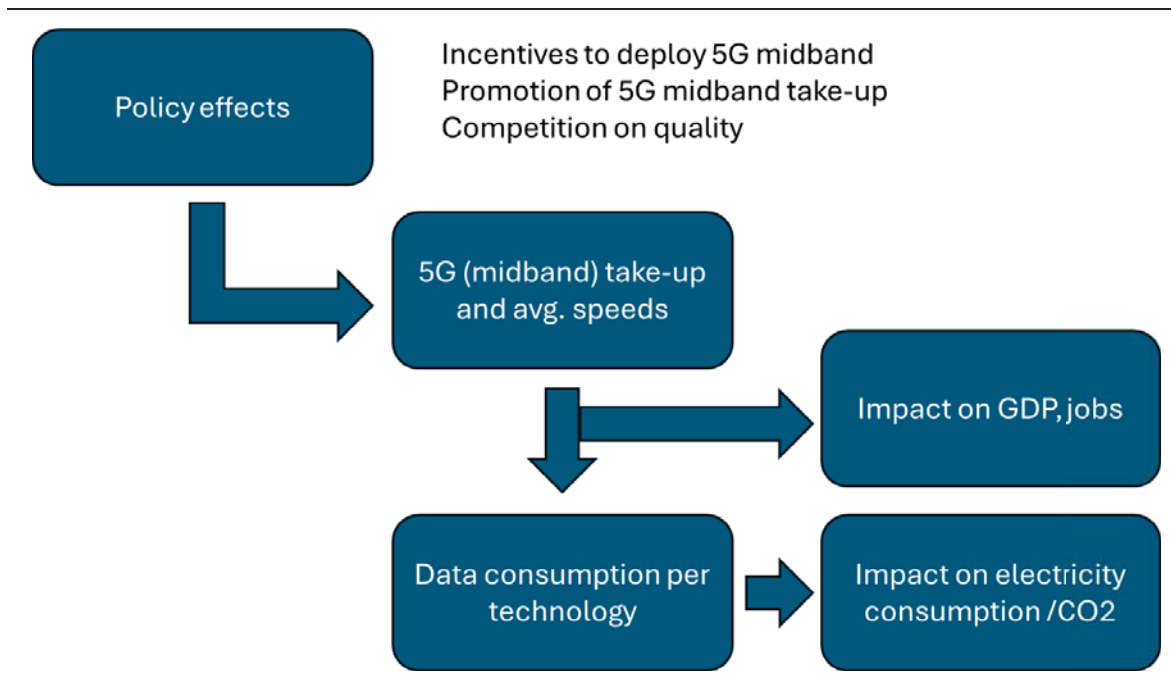 Policy effects
Incentives to deploy 5G midband
Promotion of 5G midband take-up
Competition on quality
5G (midband) take-up
and avg. speeds
Impact on GDP, jobs
Data consumption per
technology
Impact on electricity
consumption /CO2